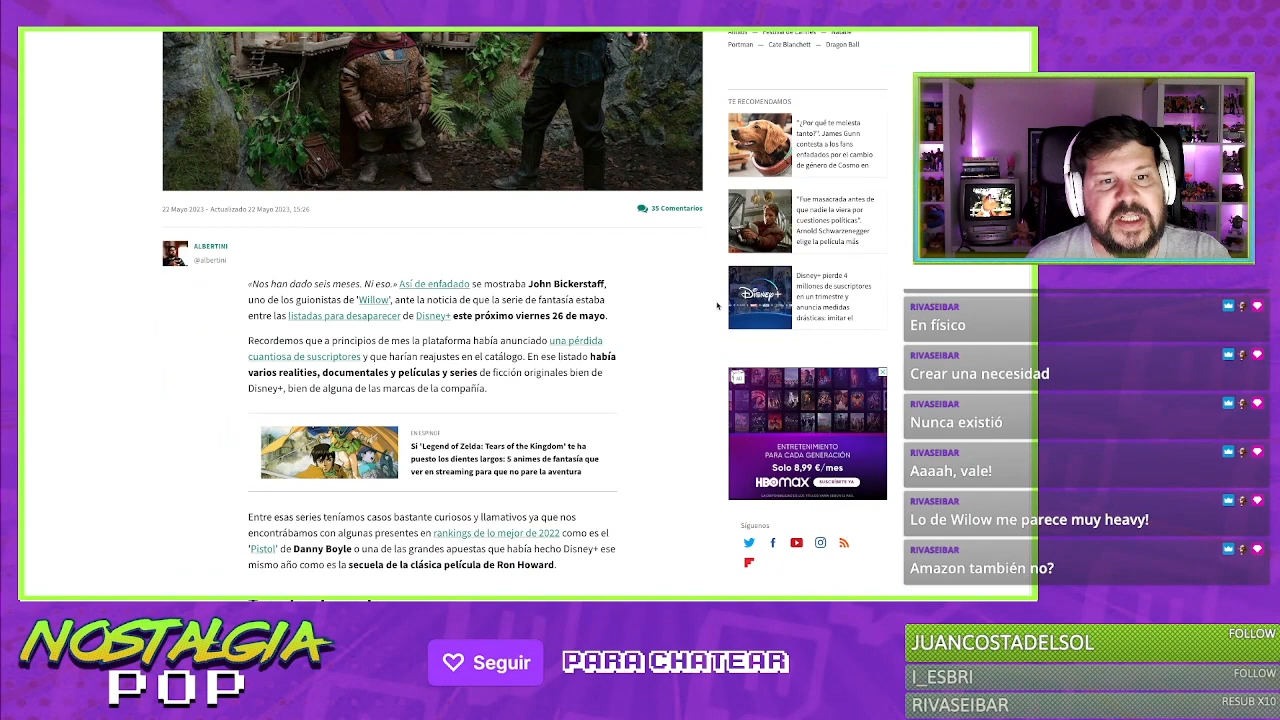 Portman — Cate Blanchett — Dragon Ball
TE RECOMENDAMOS
"¿Por qué te molesta
tanto?". James Gunn
contesta a los fans
enfadados por el cambio
de género de Cosmo en
"Fue masacrada antes de
que nadie la viera por
cuestiones políticas".
Arnold Schwarzenegger
elige la película más
Disney+
Disney+ pierde 4
millones de suscriptores
en un trimestre y
anuncia medidas
drásticas: imitar el
22 Mayo 2023 - Actualizado 22 Mayo 2023, 15:26
35 Comentarios
ALBERTINI
@albertini
«Nos han dado seis meses. Ni eso.» Así de enfadado se mostraba John Bickerstaff,
uno de los guionistas de 'Willow', ante la noticia de que la serie de fantasía estaba
entre las listadas para desaparecer de Disney+ este próximo viernes 26 de mayo.
Recordemos que a principios de mes la plataforma había anunciado una pérdida
cuantiosa de suscriptores y que harían reajustes en el catálogo. En ese listado había
varios realities, documentales y películas y series de ficción originales bien de
Disney+, bien de alguna de las marcas de la compañía.
EN ESPINOF
Si 'Legend of Zelda: Tears of the Kingdom' te ha
puesto los dientes largos: 5 animes de fantasía que
ver en streaming para que no pare la aventura
Entre esas series teníamos casos bastante curiosos y llamativos ya que nos
encontrábamos con algunas presentes en rankings de lo mejor de 2022 como es el
'Pistol' de Danny Boyle o una de las grandes apuestas que había hecho Disney+ ese
mismo año como es la secuela de la clásica película de Ron Howard.
ENTRETENIMIENTO
PARA CADA GENERACIÓN
Solo 8,99 €/mes
HBOMAX
SUSCRÍBETE YA
Síguenos
RIVASEIBAR
En físico
RIVASEIBAR
Crear una necesidad
RIVASEIBAR
Nunca existió
RIVASEIBAR
Aaaah, vale!
RIVASEIBAR
Lo de Wilow me parece muy heavy!
RIVASEIBAR
Amazon también no?
NOSTALGIA
POP
Seguir
PARA CHATEAR
JUANCOSTADELSOL FOLLOW
I_ESBRI FOLLOW
RIVASEIBAR RESUB X10